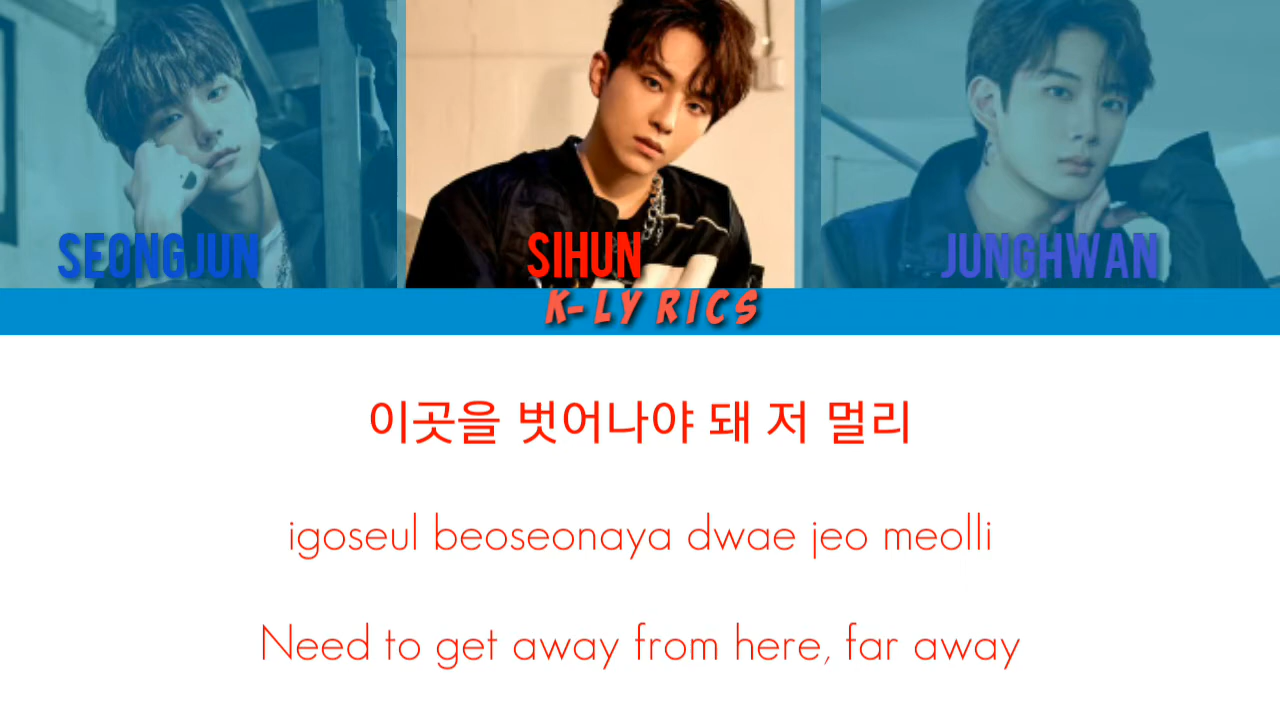 SEONGJUN SIHUN JUNGHWAN
K-LYRICS
이곳을 벗어나야 돼 저 멀리
igoseul beoseonaya dwae jeo meolli
Need to get away from here, far away